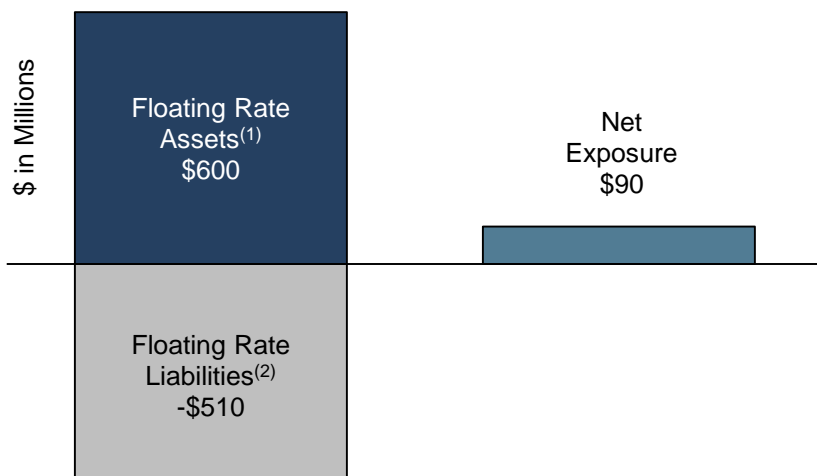 $ in Millions
Floating Rate
Assets(1)
$600
Net
Exposure
$90
Floating Rate
Liabilities(2)
-$510